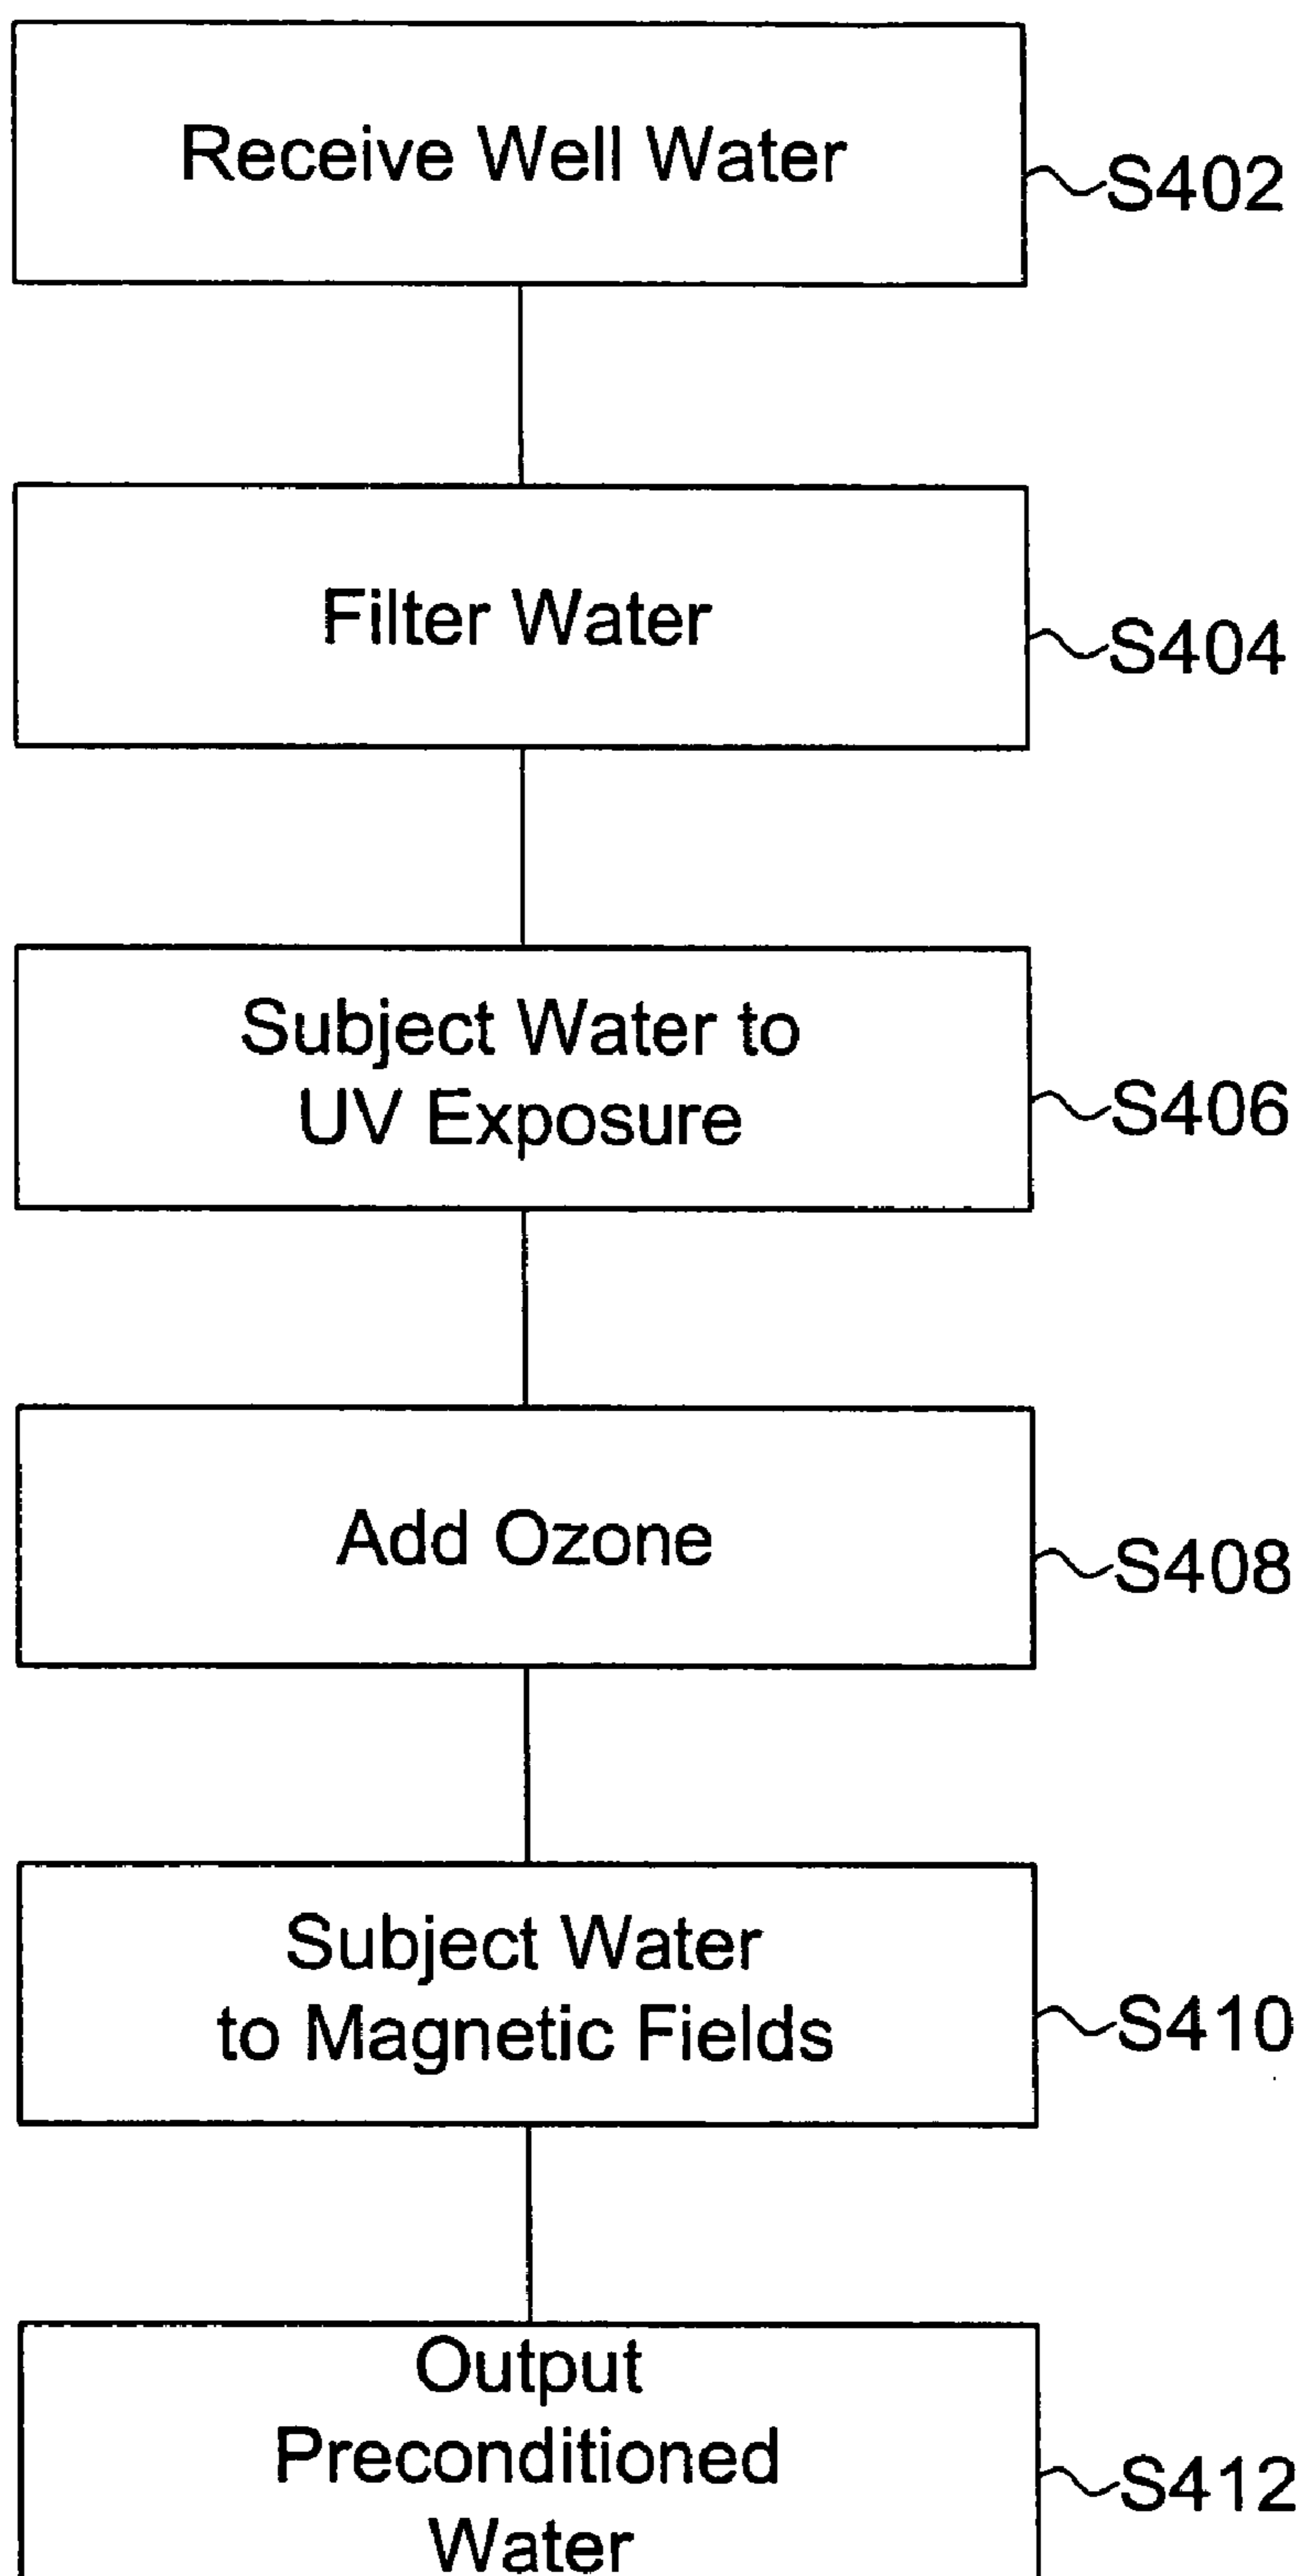 Receive Well Water
S402
Filter Water
S404
Subject Water to
UV Exposure
S406
Add Ozone
S408
Subject Water
to Magnetic Fields
S410
Output
Preconditioned
Water
S412